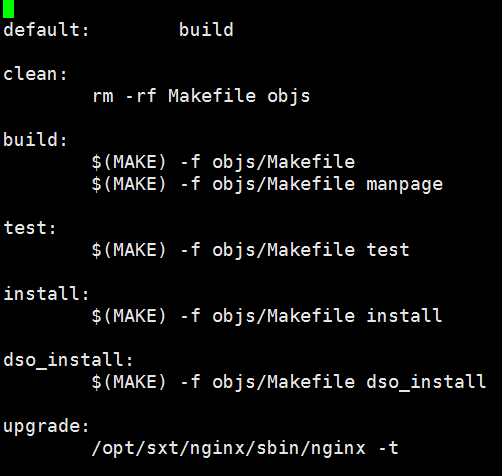 default:        build
clean:
        rm -rf Makefile objs
build:
        $(MAKE) -f objs/Makefile
        $(MAKE) -f objs/Makefile manpage
test:
        $(MAKE) -f objs/Makefile test
install:
        $(MAKE) -f objs/Makefile install
dso_install:
        $(MAKE) -f objs/Makefile dso_install
upgrade:
        /opt/sxt/nginx/sbin/nginx -t